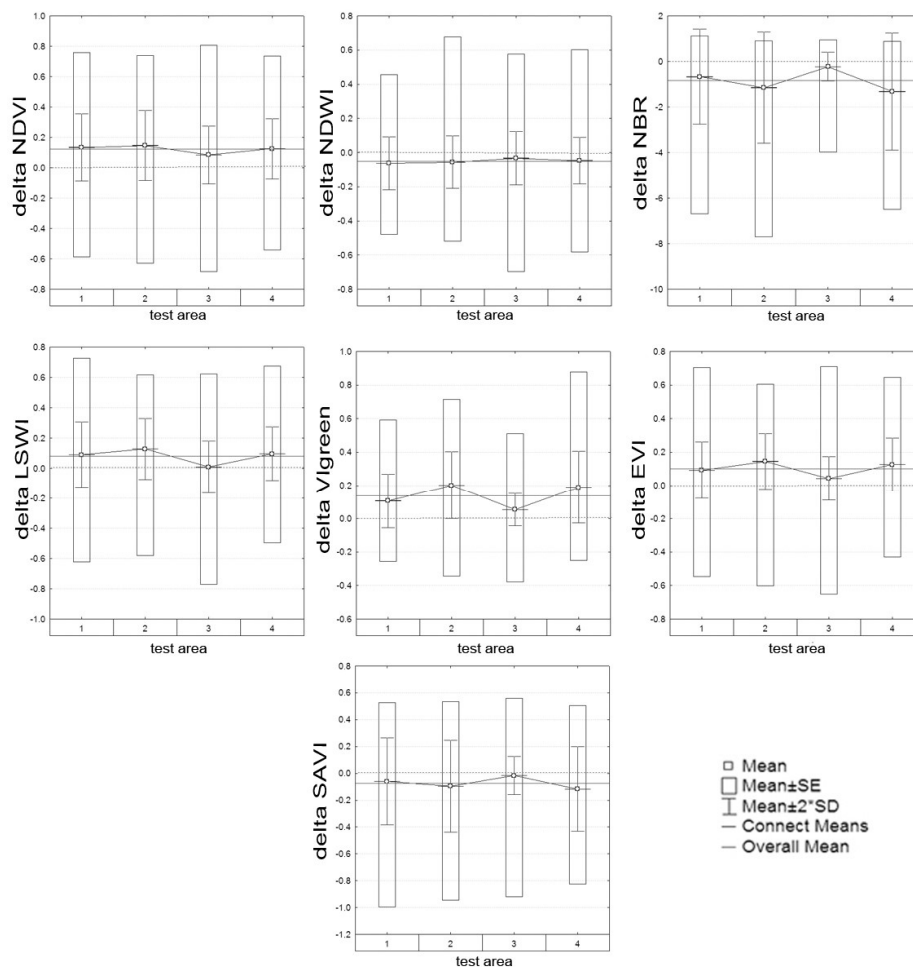 delta NDVI
1.0
0.8
0.6
0.4
0.2
0.0
-0.2
-0.4
-0.6
-0.8
1 2 3 4
test area
delta NDWI
0.8
0.6
0.4
0.2
0.0
-0.2
-0.4
-0.6
-0.8
1 2 3 4
test area
delta NBR
2
0
-2
-4
-6
-8
-10
1 2 3 4
test area
delta LSWI
0.8
0.6
0.4
0.2
0.0
-0.2
-0.4
-0.6
-0.8
-1.0
1 2 3 4
test area
delta VIgreen
1.0
0.8
0.6
0.4
0.2
0.0
-0.2
-0.4
-0.6
1 2 3 4
test area
delta EVI
0.8
0.6
0.4
0.2
0.0
-0.2
-0.4
-0.6
-0.8
1 2 3 4
test area
delta SAVI
0.8
0.6
0.4
0.2
0.0
-0.2
-0.4
-0.6
-0.8
-1.0
-1.2
1 2 3 4
test area
Mean
Mean±SE
Mean±2*SD
Connect Means
Overall Mean